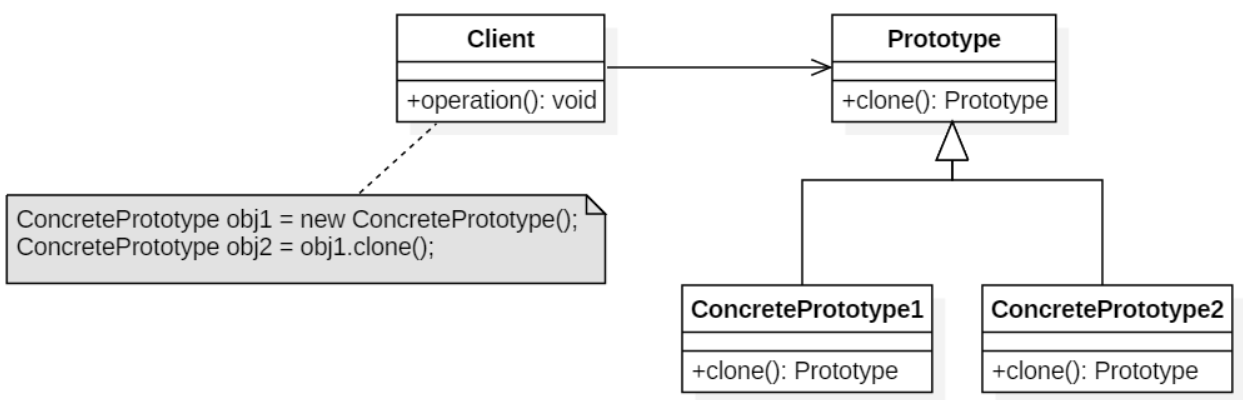 Client
+operation(): void
Prototype
+clone(): Prototype
ConcretePrototype obj1 = new ConcretePrototype();
ConcretePrototype obj2 = obj1.clone();
ConcretePrototype1
+clone(): Prototype
ConcretePrototype2
+clone(): Prototype